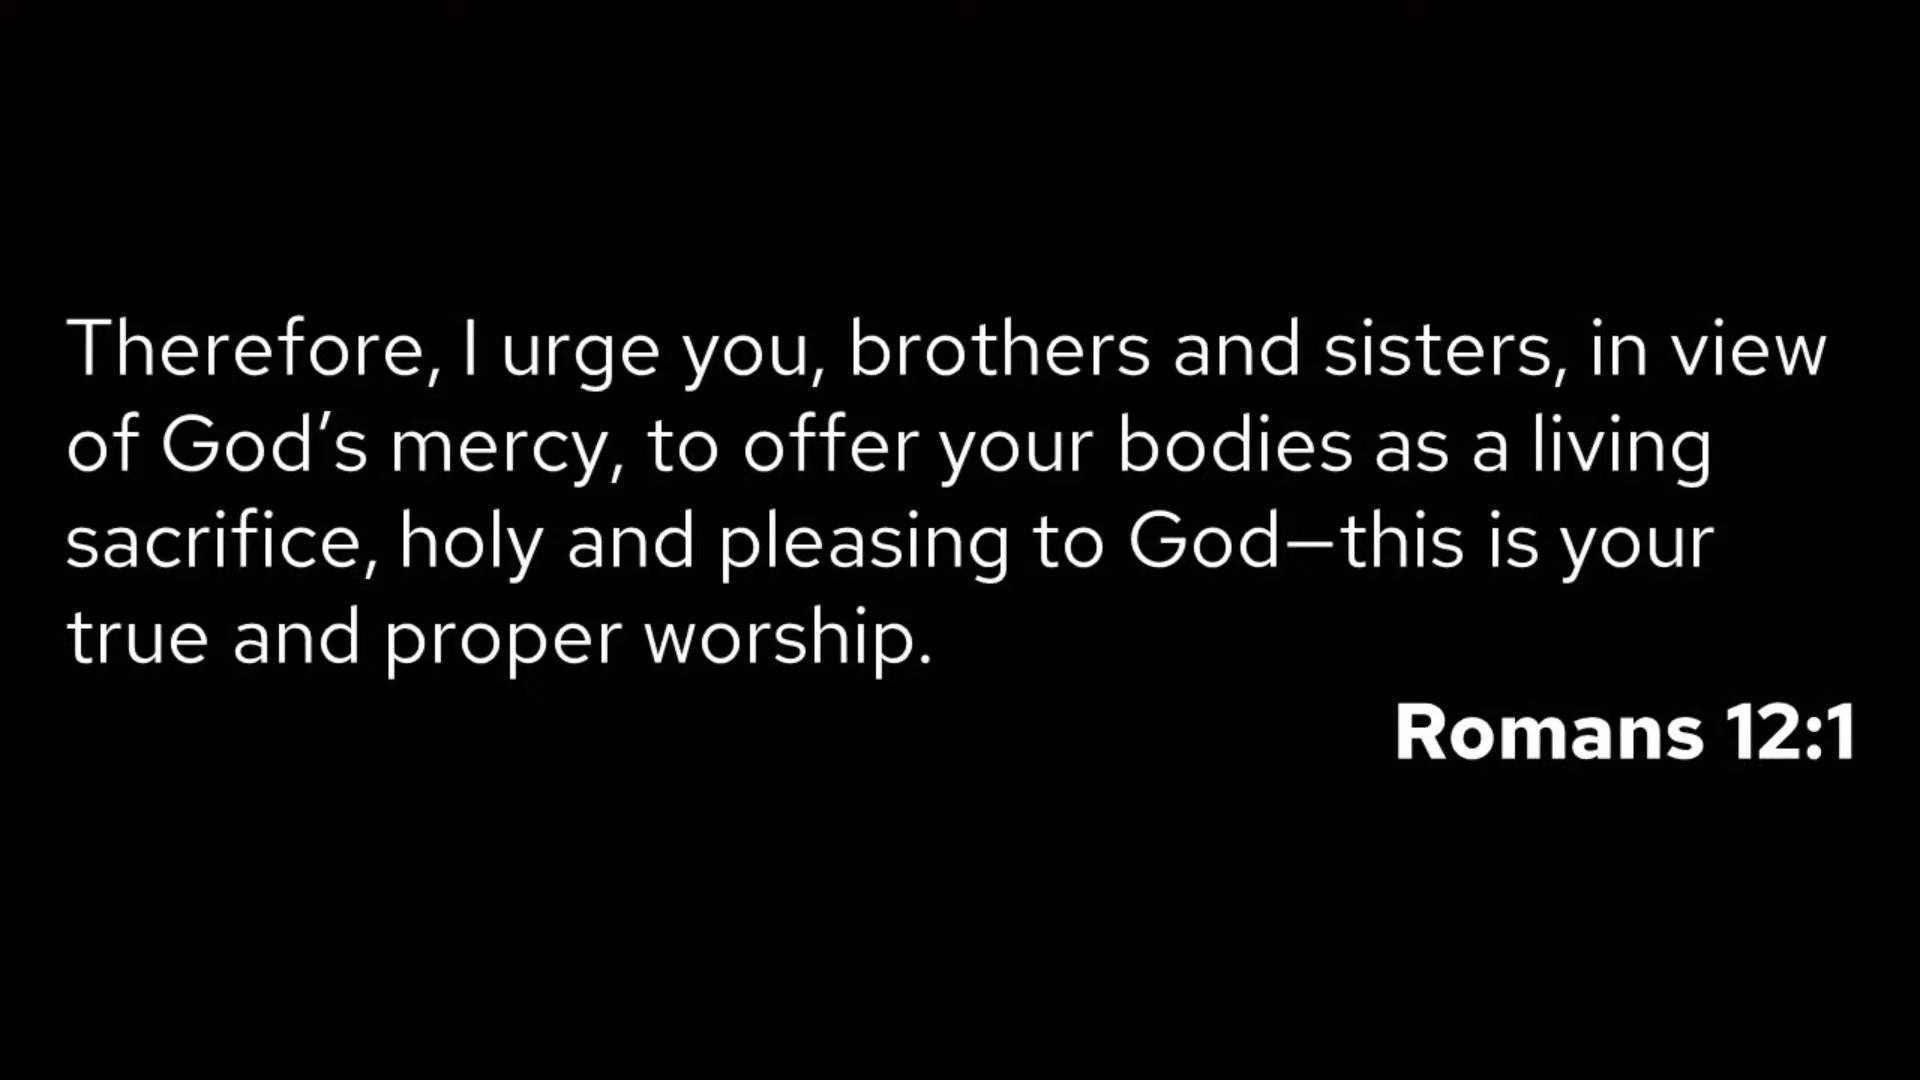 Therefore, I urge you, brothers and sisters, in view
of God’s mercy, to offer your bodies as a living
sacrifice, holy and pleasing to God—this is your
true and proper worship.
Romans 12:1